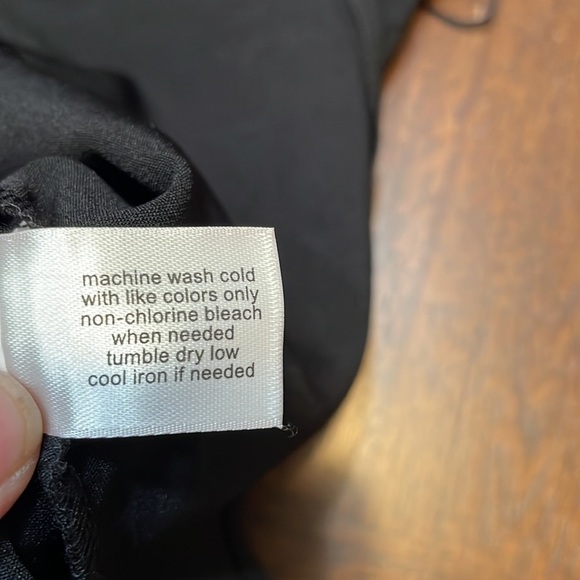 machine wash cold
with like colors only
non-chlorine bleach
when needed
tumble dry low
cool iron if needed